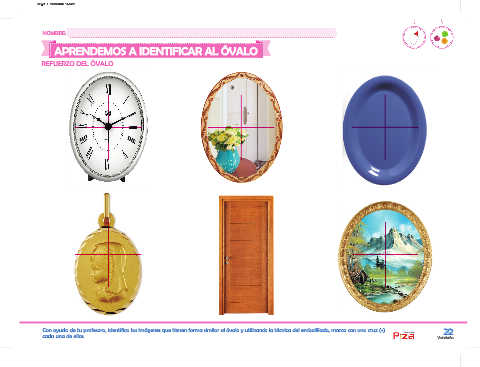 NOMBRE:
APRENDEMOS A IDENTIFICAR AL ÓVALO
REFUERZO DEL ÓVALO
Con ayuda de tu profesora, identifica las imágenes que tienen forma similar al óvalo y utilizando la técnica del embolillado, marca con una cruz (+)
cada una de ellas.
Pizza
22